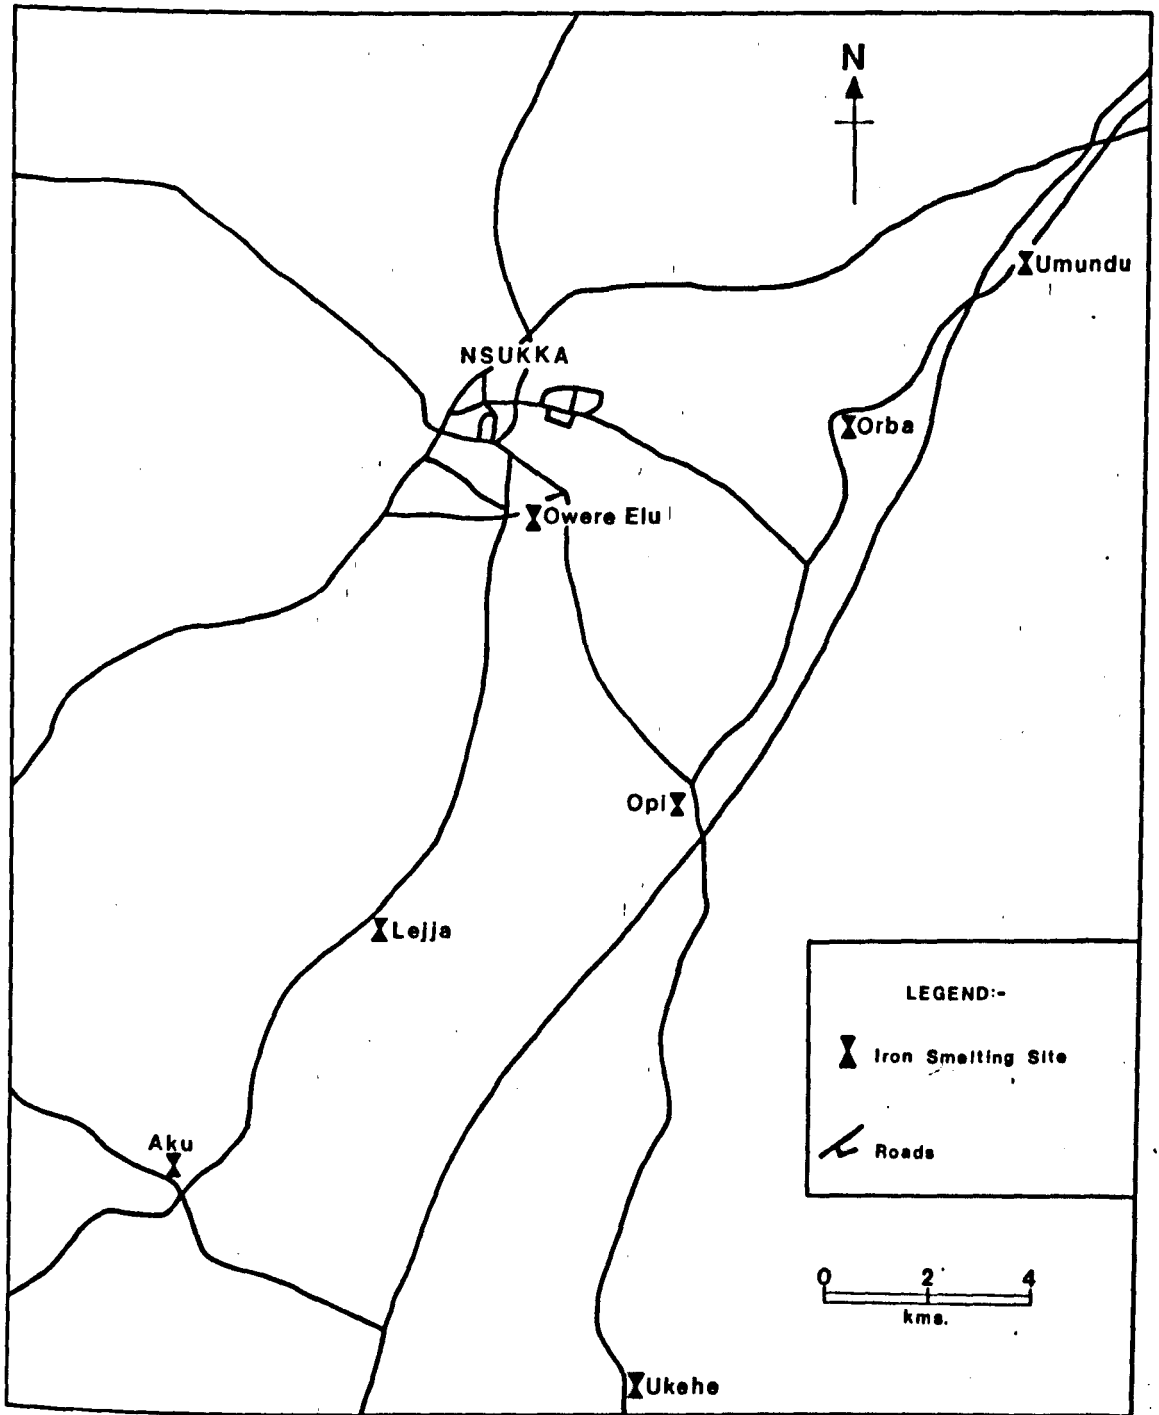 N
Umundu
NSUKKA
Orba
Owere Elu
Opi
Lejja
LEGEND:-
Iron Smelting Site
Aku
Roads
0 2 4
kms.
Ukehe